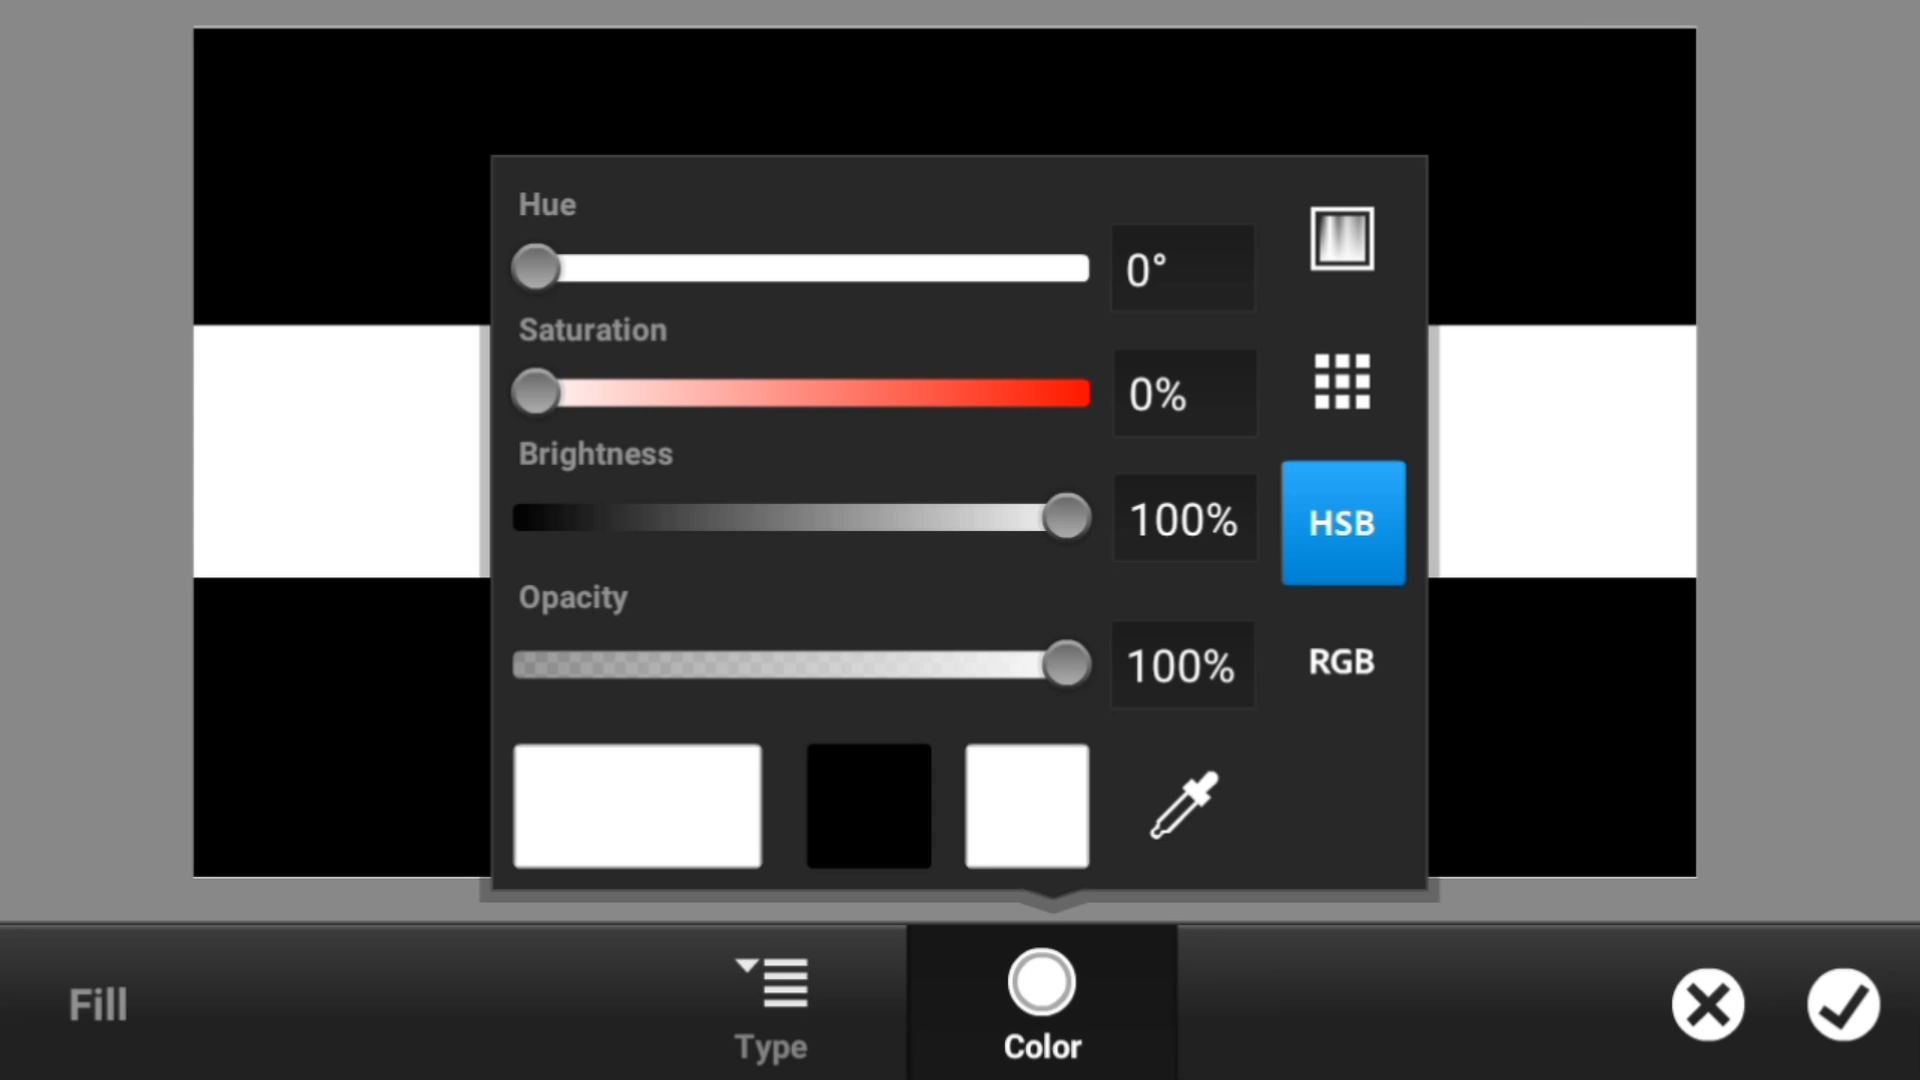 Hue
0°
Saturation
0%
Brightness
100%
HSB
Opacity
100%
RGB
Fill
Type
Color